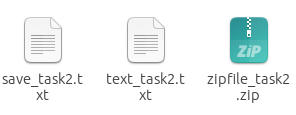 ZiP
save_task2.t
xt
text_task2.t
xt
zipfile_task2
.zip